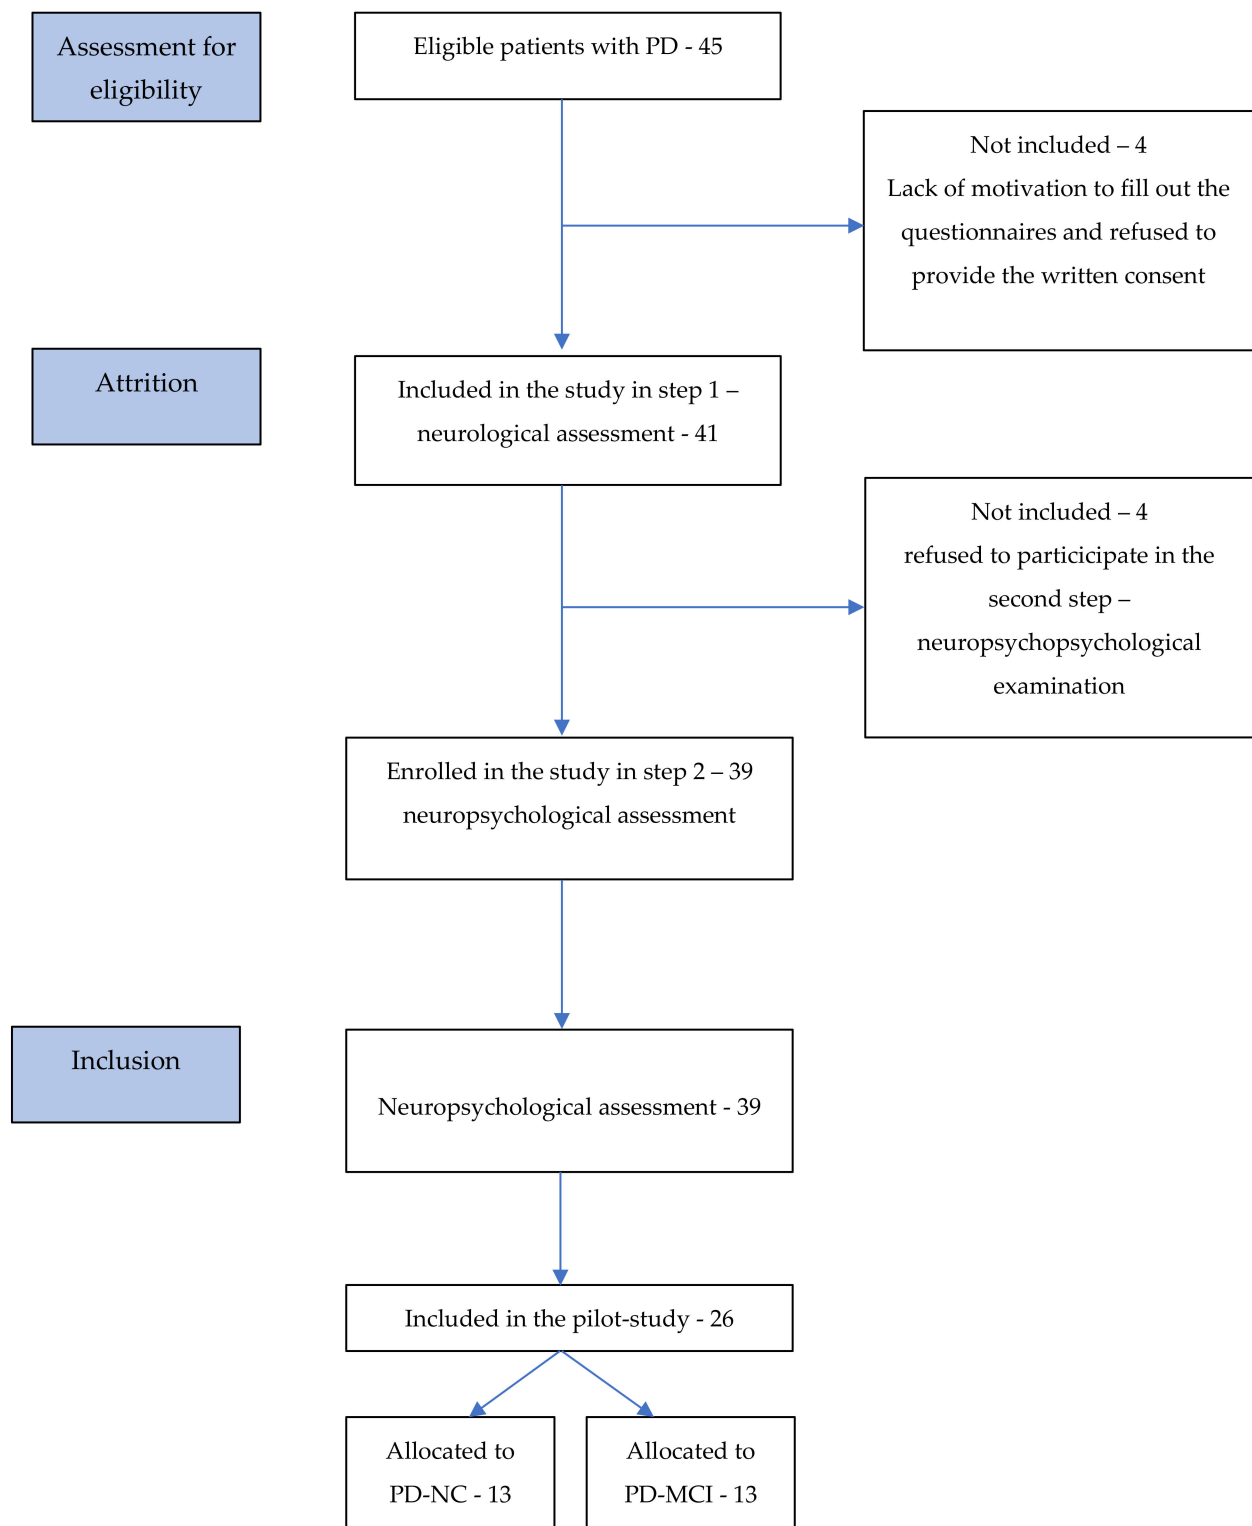 Assessment for
eligibility
Eligible patients with PD - 45
Not included – 4
Lack of motivation to fill out the
questionnaires and refused to
provide the written consent
Attrition
Included in the study in step 1 –
neurological assessment - 41
Not included – 4
refused to particicipate in the
second step –
neuropsychopsychological
examination
Enrolled in the study in step 2 – 39
neuropsychological assessment
Inclusion
Neuropsychological assessment - 39
Included in the pilot-study - 26
Allocated to
PD-NC - 13
Allocated to
PD-MCI - 13